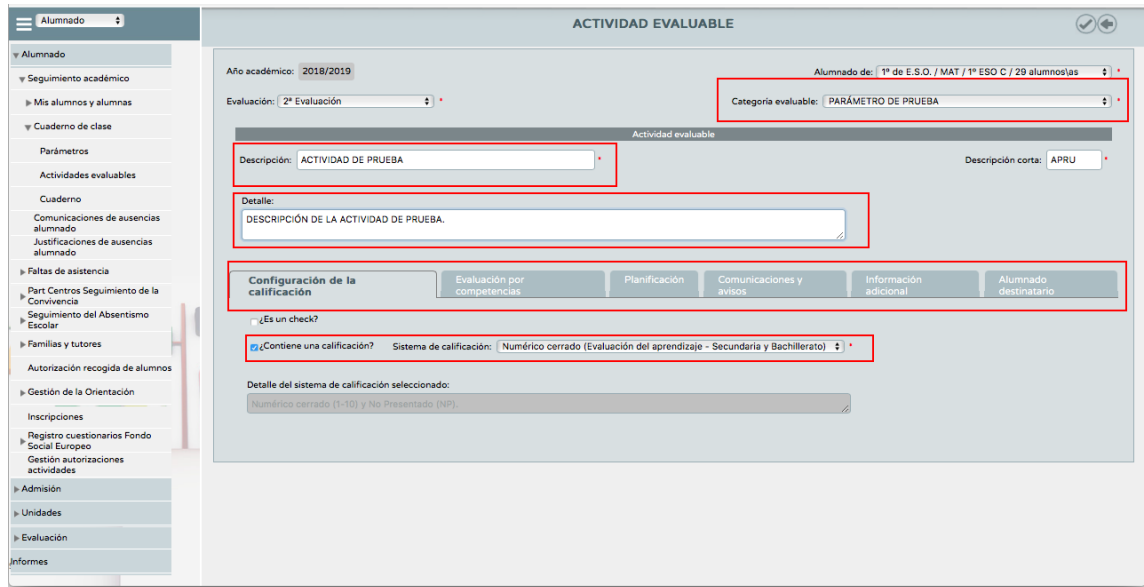 Alumnado
ACTIVIDAD EVALUABLE
Alumnado
Seguimiento académico
Mis alumnos y alumnas
Cuaderno de clase
Parámetros
Actividades evaluables
Cuaderno
Comunicaciones de ausencias
alumnado
Justificaciones de ausencias
alumnado
Faltas de asistencia
Part Centros Seguimiento de la
Convivencia
Seguimiento del Absentismo
Escolar
Familias y tutores
Autorización recogida de alumnos
Gestión de la Orientación
Inscripciones
Registro cuestionarios Fondo
Social Europeo
Gestión autorizaciones
actividades
Admisión
Unidades
Evaluación
Informes
Año académico: 2018/2019
Alumnado de: 1º de E.S.O. / MAT / 1º ESO C / 29 alumnos\as *
Evaluación: 2ª Evaluación *
Categoría evaluable: PARÁMETRO DE PRUEBA *
Actividad evaluable
Descripción: ACTIVIDAD DE PRUEBA *
Descripción corta: APRU *
Detalle:
DESCRIPCIÓN DE LA ACTIVIDAD DE PRUEBA.
Configuración de la
calificación
Evaluación por
competencias
Planificación
Comunicaciones y
avisos
Información
adicional
Alumnado
destinatario
¿Es un check?
¿Contiene una calificación? Sistema de calificación: Numérico cerrado (Evaluación del aprendizaje - Secundaria y Bachillerato) *
Detalle del sistema de calificación seleccionado:
Numérico cerrado (1-10) y No Presentado (NP).